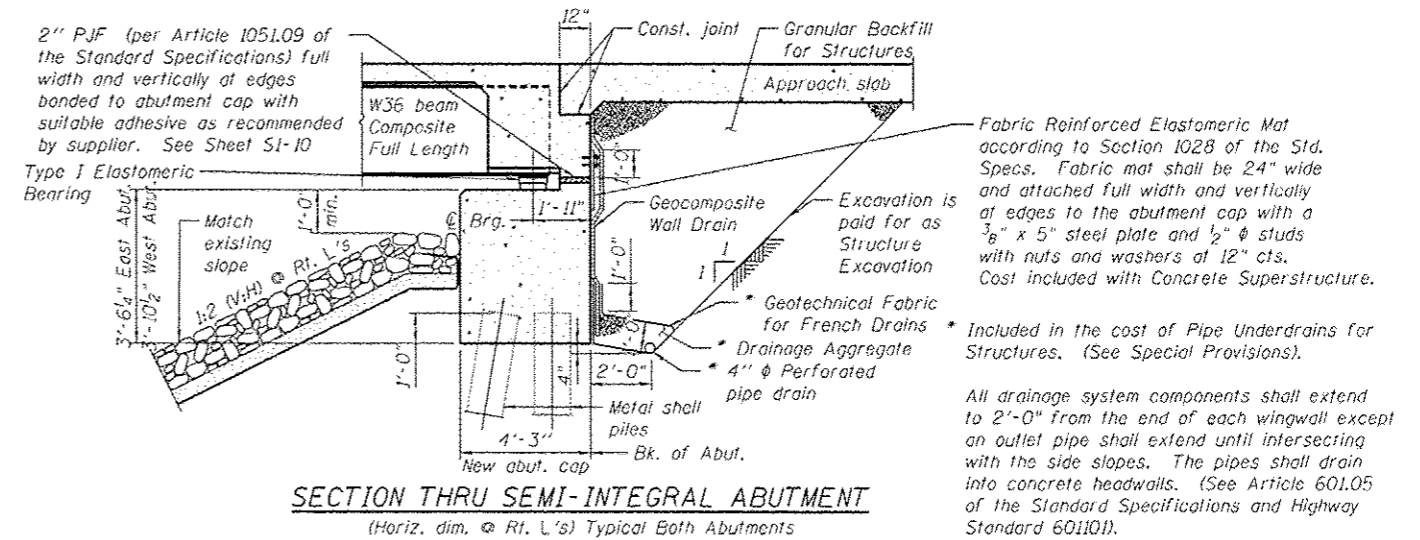 2" PJF (per Article 1051.09 of
the Standard Specifications) full
width and vertically at edges
bonded to abutment cap with
suitable adhesive as recommended
by supplier. See Sheet S1-10
Type I Elastomeric
Bearing
12"
Const. joint
Granular Backfill
for Structures
Approach slab
W36 beam
Composite
Full Length
1'-0"
1'-11"
℄ Brg.
1'-0"
min.
Match
existing
slope
1:2 (V:H) @ Rt. L's
3'-6¼" East Abut.
3'-10½" West Abut.
Geocomposite
Wall Drain
1'-0"
Excavation is
paid for as
Structure
Excavation
1
1
Fabric Reinforced Elastomeric Mat
according to Section 1028 of the Std.
Specs. Fabric mat shall be 24" wide
and attached full width and vertically
at edges to the abutment cap with a
⅜" x 5" steel plate and ½" ϕ studs
with nuts and washers at 12" cts.
Cost included with Concrete Superstructure.
* Geotechnical Fabric
for French Drains
* Drainage Aggregate
* 4" ϕ Perforated
pipe drain
1'-0"
4"
2'-0"
Metal shell
piles
4'-3"
New abut. cap
Bk. of Abut.
* Included in the cost of Pipe Underdrains for
Structures. (See Special Provisions).
All drainage system components shall extend
to 2'-0" from the end of each wingwall except
an outlet pipe shall extend until intersecting
with the side slopes. The pipes shall drain
into concrete headwalls. (See Article 601.05
of the Standard Specifications and Highway
Standard 601101).
SECTION THRU SEMI-INTEGRAL ABUTMENT
(Horiz. dim. @ Rt. L's) Typical Both Abutments